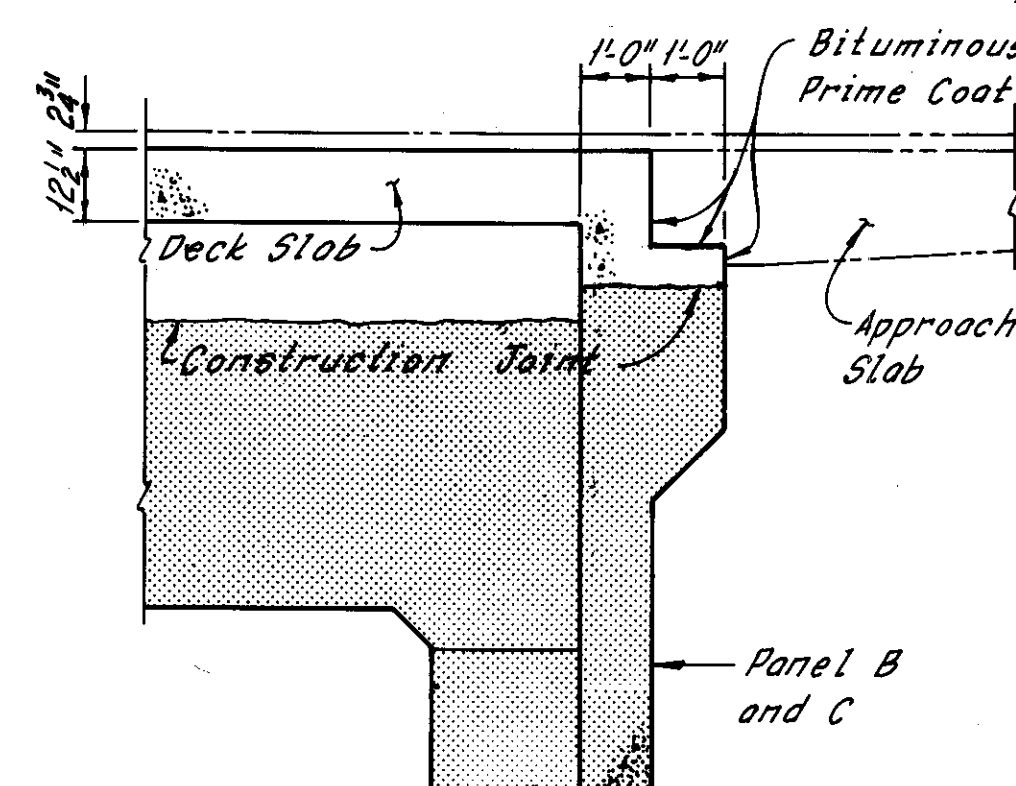 1'-0" 1'-0"
Bituminous
Prime Coat
2 3/4"
12 1/2"
Deck Slab
Construction Joint
Approach
Slab
Panel B
and C